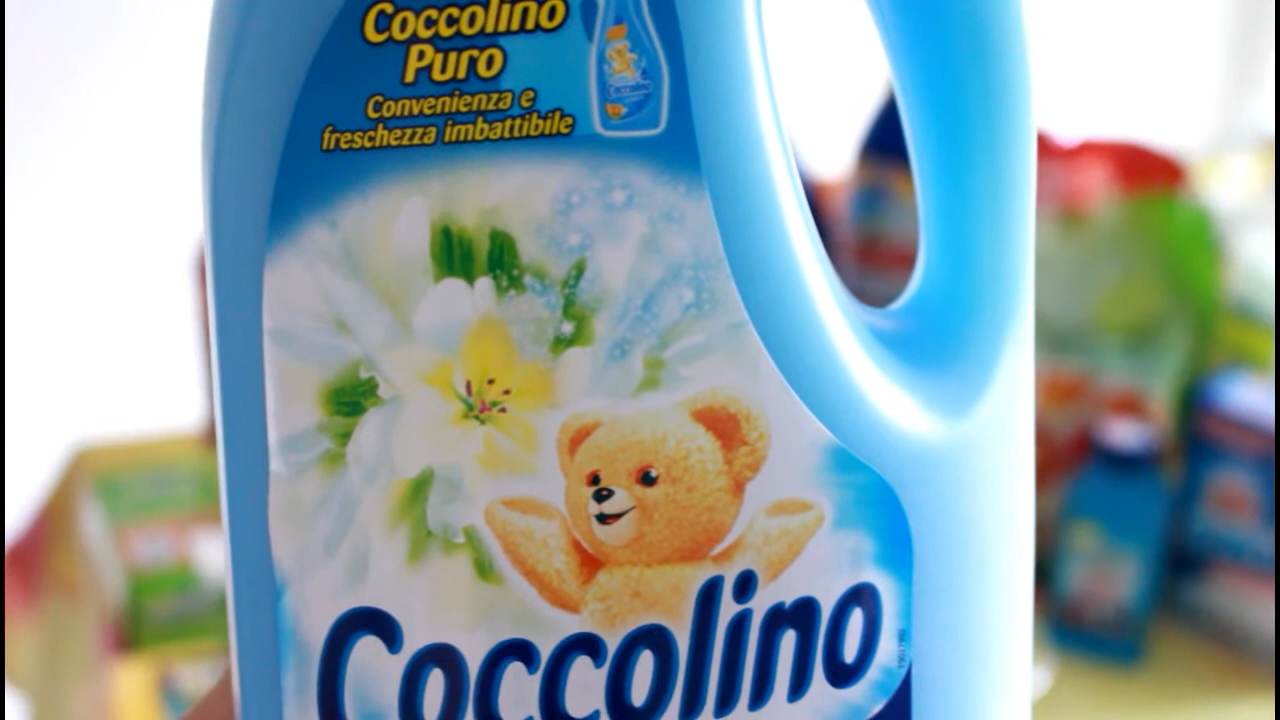 Coccolino
Puro
Convenienza e
freschezza imbattibile
Coccolino